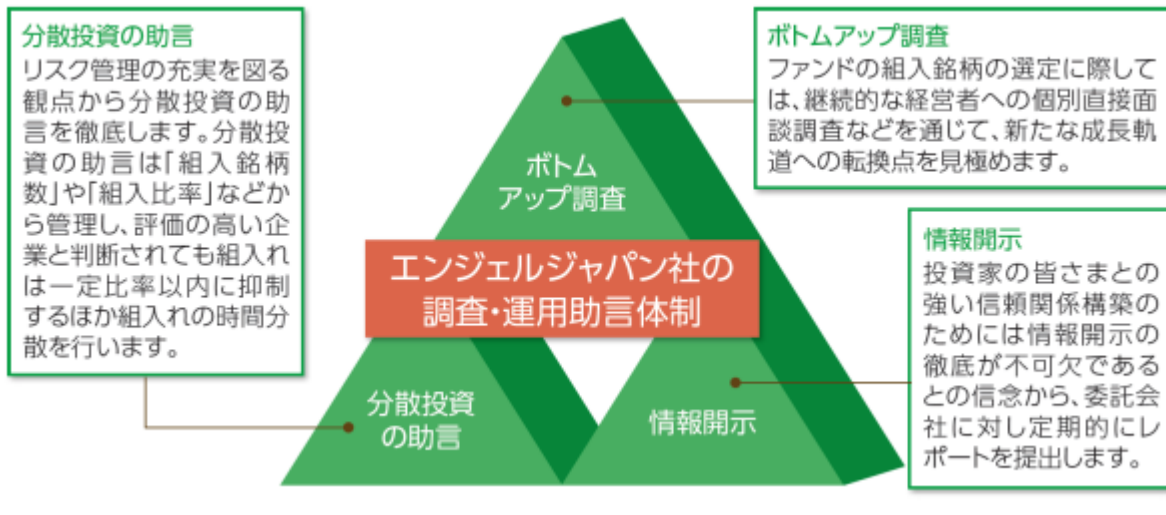 分散投資の助言
リスク管理の充実を図る
観点から分散投資の助
言を徹底します。分散投
資の助言は「組入銘柄
数」や「組入比率」などか
ら管理し、評価の高い企
業と判断されても組入れ
は一定比率以内に抑制
するほか組入れの時間分
散を行います。
ボトムアップ調査
ファンドの組入銘柄の選定に際して
は、継続的な経営者への個別直接面
談調査などを通じて、新たな成長軌
道への転換点を見極めます。
ボトム
アップ調査
エンジェルジャパン社の
調査・運用助言体制
分散投資
の助言
情報開示
情報開示
投資家の皆さまとの
強い信頼関係構築の
ためには情報開示の
徹底が不可欠である
との信念から、委託会
社に対し定期的にレ
ポートを提出します。